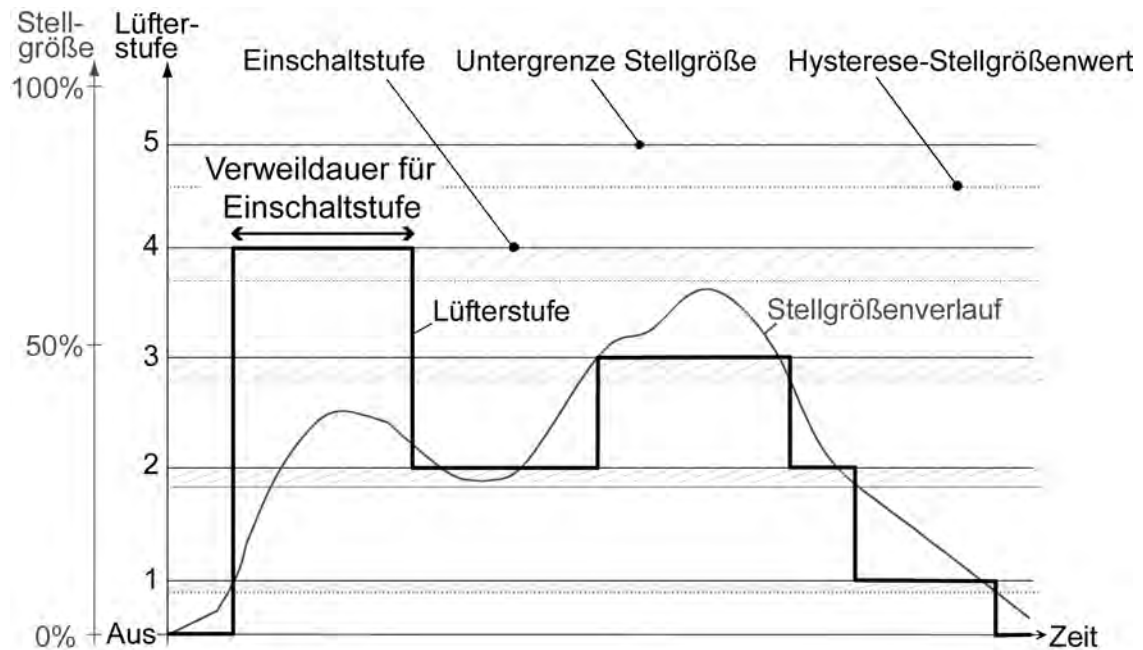 Stell-
größe
Lüfter-
stufe
100%
Einschaltstufe
Untergrenze Stellgröße
Hysterese-Stellgrößenwert
5
Verweildauer für
Einschaltstufe
4
Lüfterstufe
Stellgrößenverlauf
50%
3
2
1
0%
Aus
Zeit